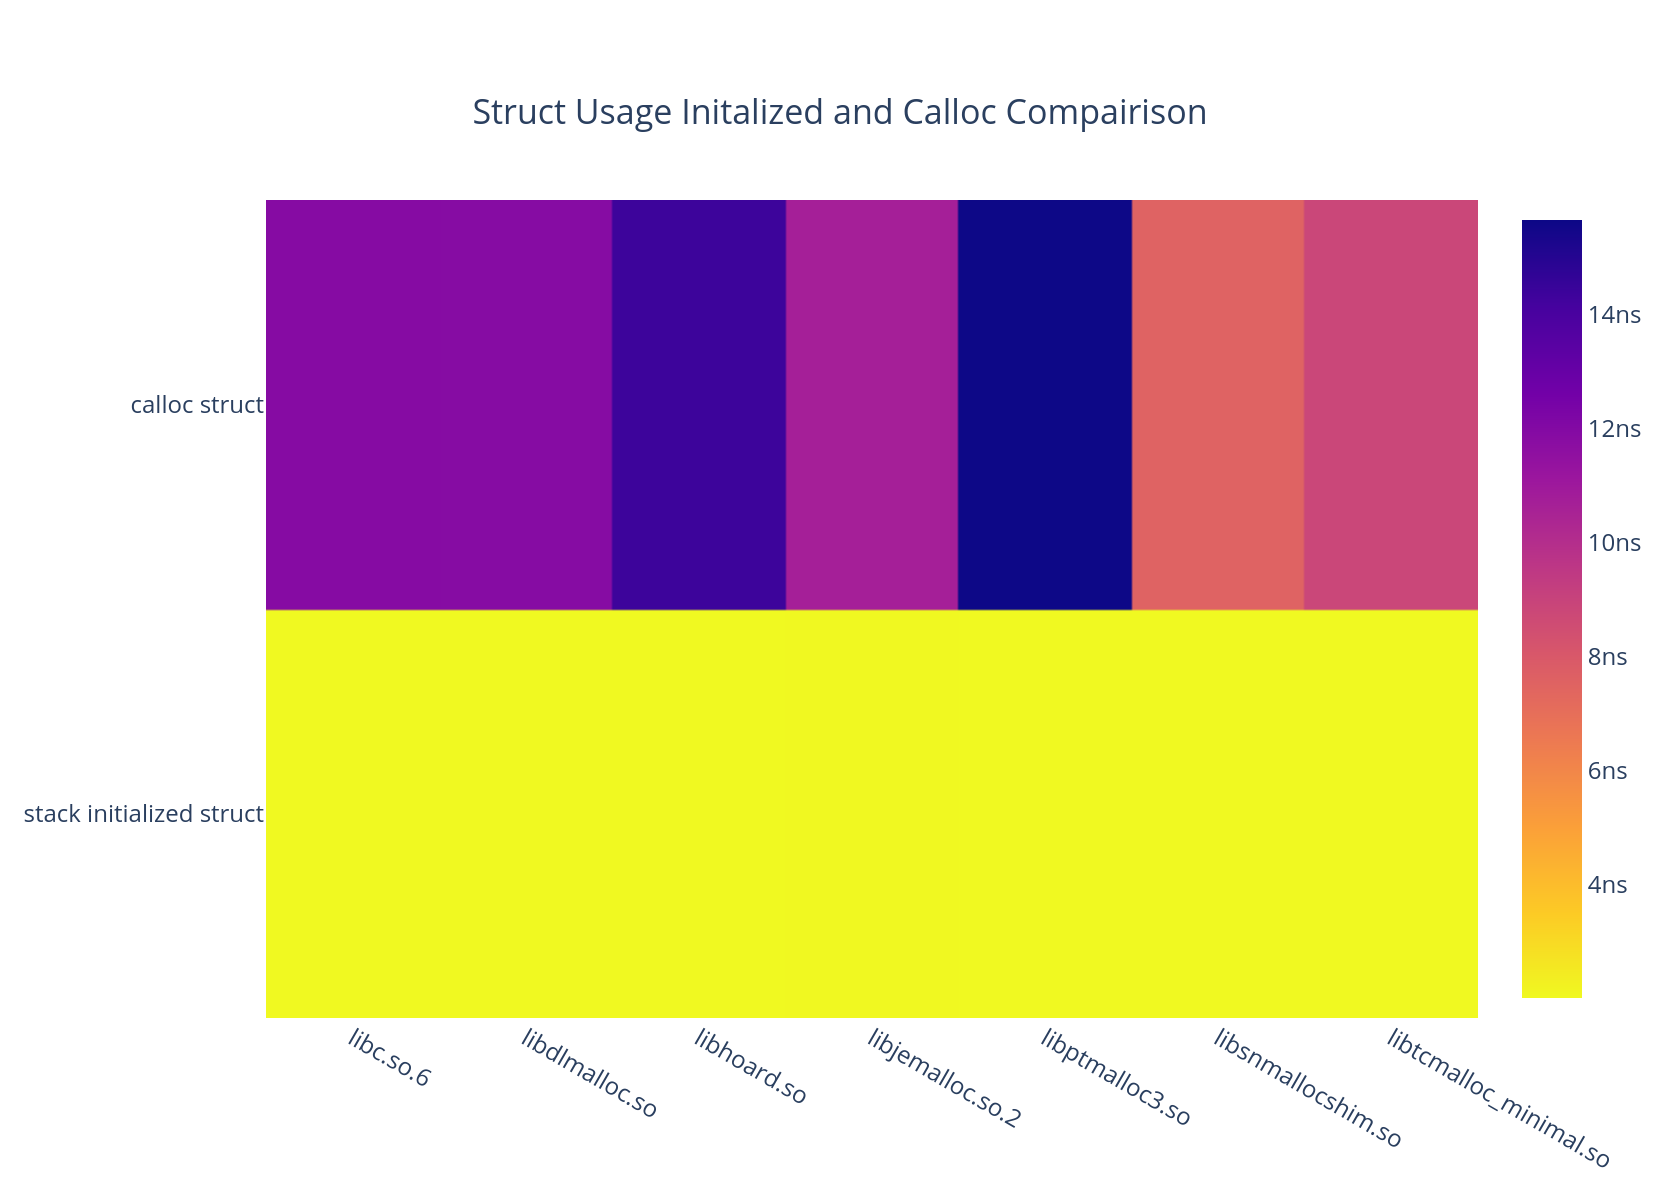 Struct Usage Initalized and Calloc Compairison
calloc struct
stack initialized struct
14ns
12ns
10ns
8ns
6ns
4ns
libc.so.6
libdlmalloc.so
libhoard.so
libjemalloc.so.2
libptmalloc3.so
libsnmallocshim.so
libtcmalloc_minimal.so